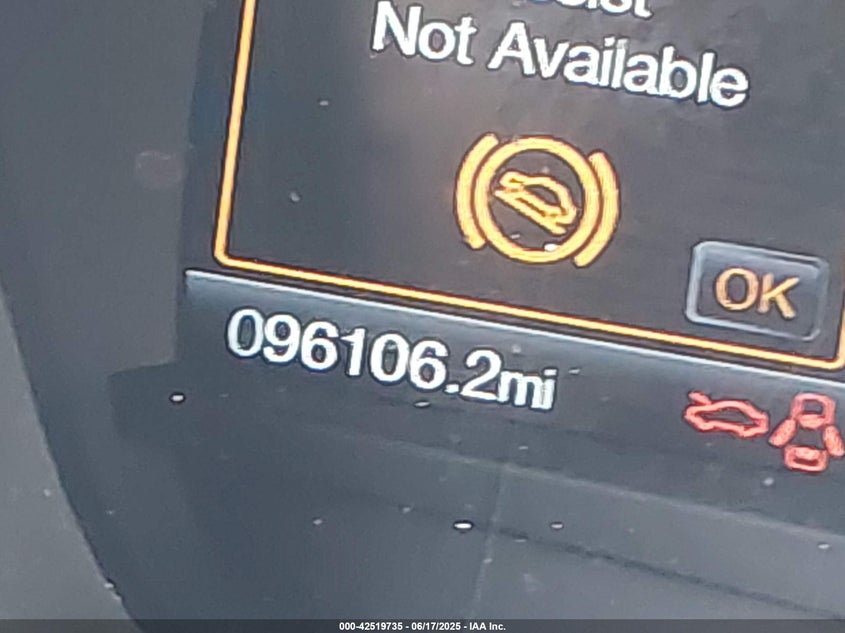 Not Available
OK
096106.2mi
000-42519735 - 06/17/2025 - IAA Inc.